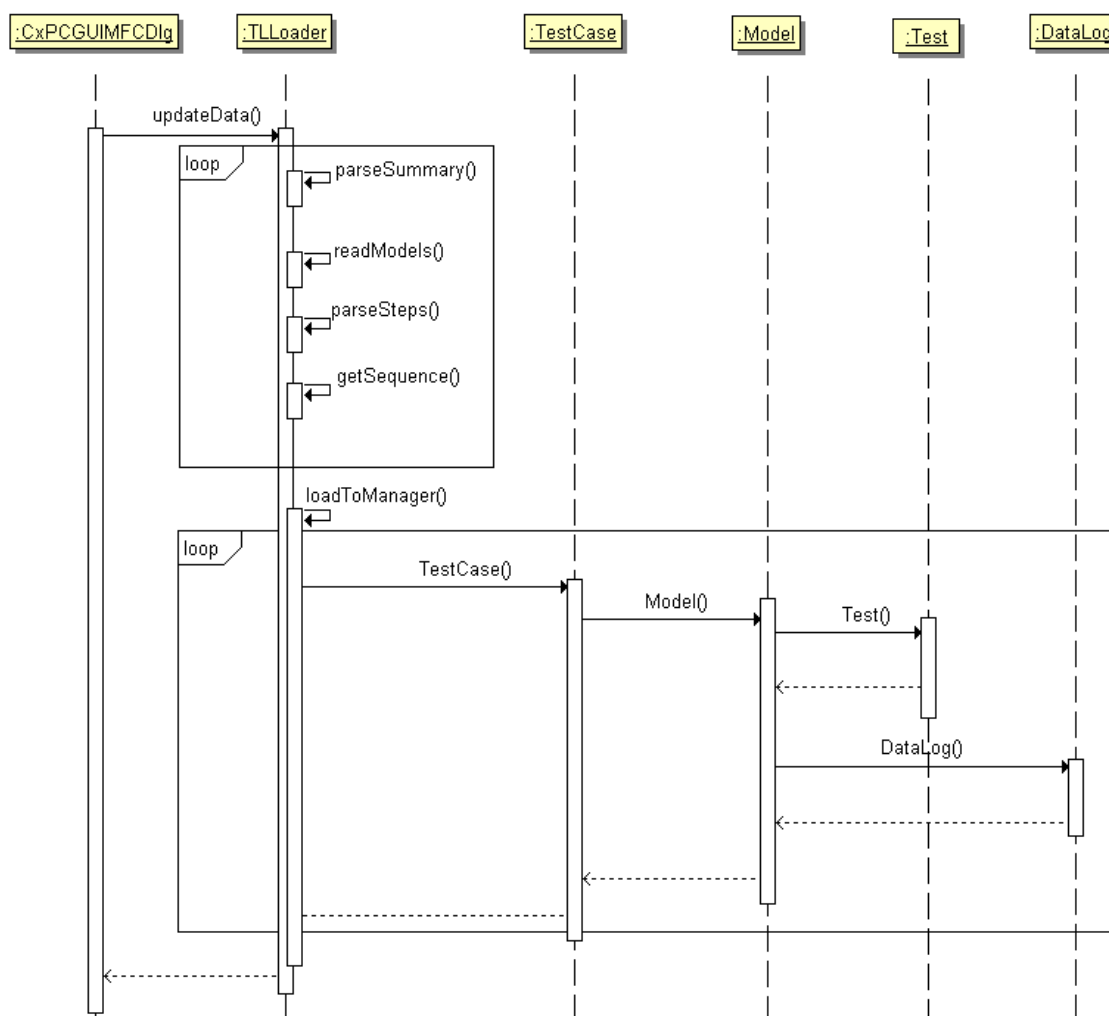 :CxPCGUIMFCDlg
:TLLoader
:TestCase
:Model
:Test
:DataLog
updateData()
loop
parseSummary()
readModels()
parseSteps()
getSequence()
loadToManager()
loop
TestCase()
Model()
Test()
DataLog()